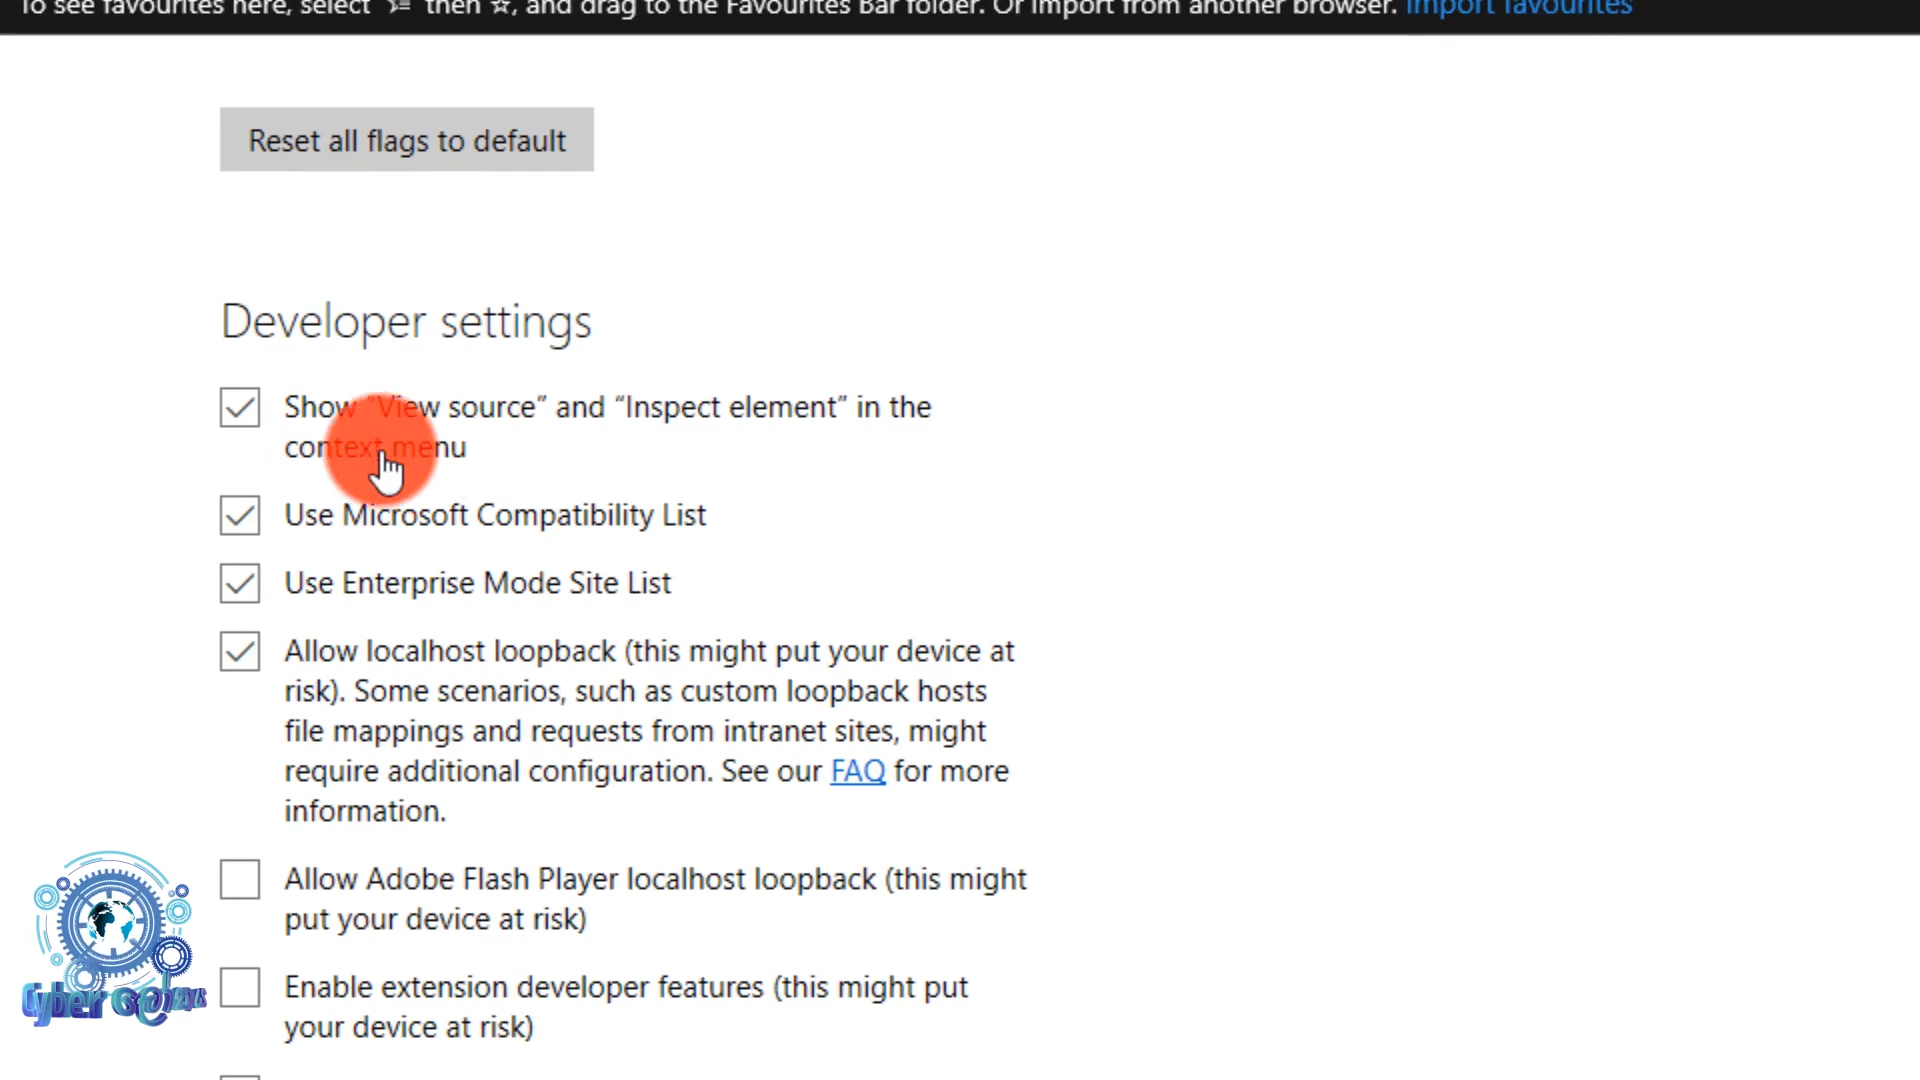 To see favourites here, select then ☆, and drag to the Favourites Bar folder. Or import from another browser. Import favourites
Reset all flags to default
Developer settings
Show “View source” and “Inspect element” in the
context menu
Use Microsoft Compatibility List
Use Enterprise Mode Site List
Allow localhost loopback (this might put your device at
risk). Some scenarios, such as custom loopback hosts
file mappings and requests from intranet sites, might
require additional configuration. See our FAQ for more
information.
Allow Adobe Flash Player localhost loopback (this might
put your device at risk)
Enable extension developer features (this might put
your device at risk)
Cyber